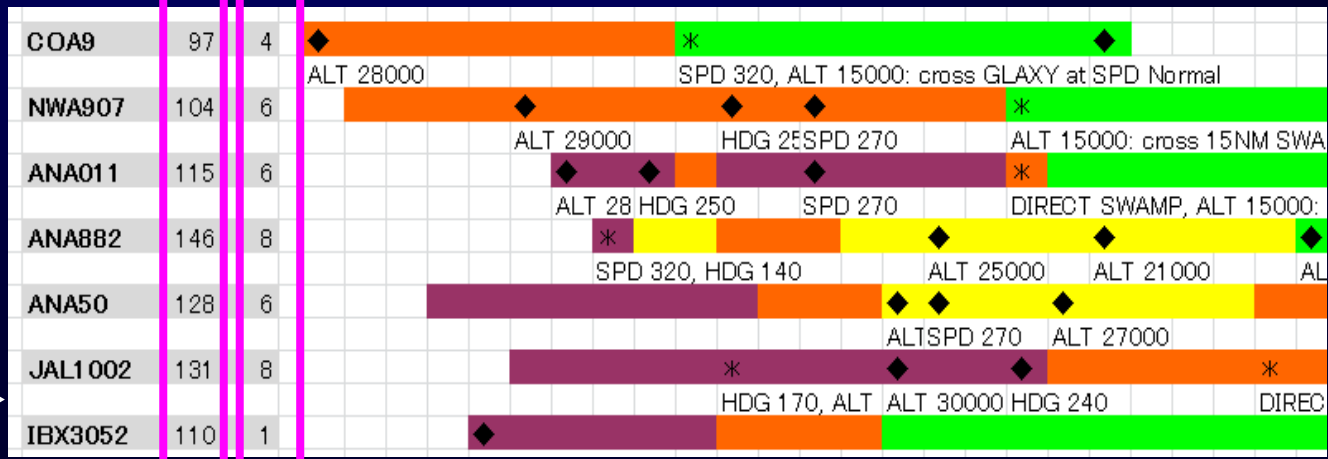 COA9 97 4
ALT 28000 SPD 320, ALT 15000: cross GLAXY at SPD Normal
NWA907 104 6
ALT 29000 HDG 25 SPD 270 ALT 15000: cross 15NM SWA
ANA011 115 6
ALT 28 HDG 250 SPD 270 DIRECT SWAMP, ALT 15000:
ANA882 146 8
SPD 320, HDG 140 ALT 25000 ALT 21000 AL
ANA50 128 6
ALT SPD 270 ALT 27000
JAL1002 131 8
HDG 170, ALT ALT 30000 HDG 240 DIREC
IBX3052 110 1